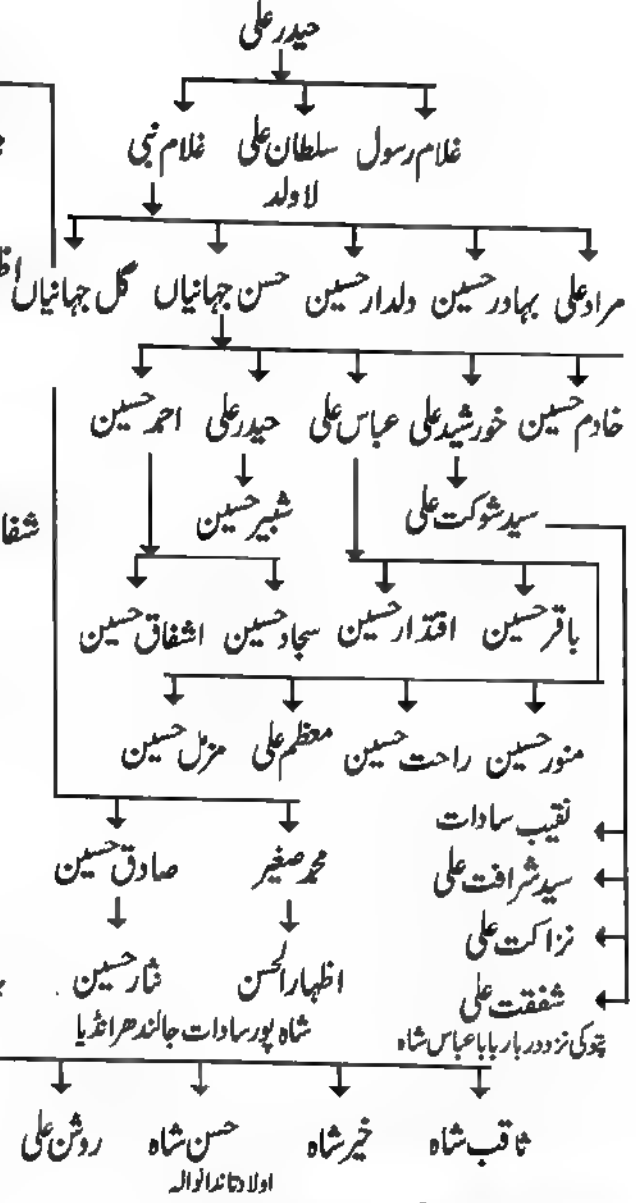 حیدر علی
غلام رسول سلطان علی غلام نبی
لا ولد
مراد علی بہادر حسین دلدار حسین حسن جہانیاں گل جہانیاں
خادم حسین خورشید علی عباس علی حیدر علی احمد حسین
سید شوکت علی شبیر حسین
باقر حسین اقتدار حسین سجاد حسین اشفاق حسین
منور حسین راحت حسین معظم علی مزمل حسین
نقیب سادات
محمد صغیر صادق حسین
سید شرافت علی
نزاکت علی
اظہار الحسن نثار حسین
شفقت علی
شاہ پور سادات جالندھر انڈیا
پتوکی نزد دربار بابا عباس شاہ
ثاقب شاہ خیر شاہ حسن شاہ روشن علی
اولاد تاندانوالہ